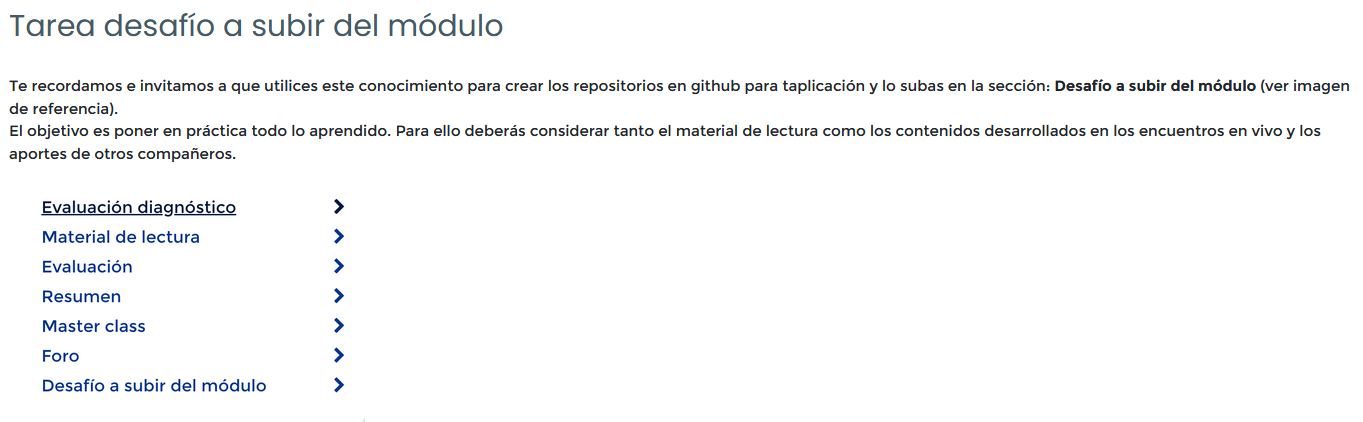 Tarea desafío a subir del módulo
Te recordamos e invitamos a que utilices este conocimiento para crear los repositorios en github para taplicación y lo subas en la sección: Desafío a subir del módulo (ver imagen
de referencia).
El objetivo es poner en práctica todo lo aprendido. Para ello deberás considerar tanto el material de lectura como los contenidos desarrollados en los encuentros en vivo y los
aportes de otros compañeros.
Evaluación diagnóstico
Material de lectura
Evaluación
Resumen
Master class
Foro
Desafío a subir del módulo